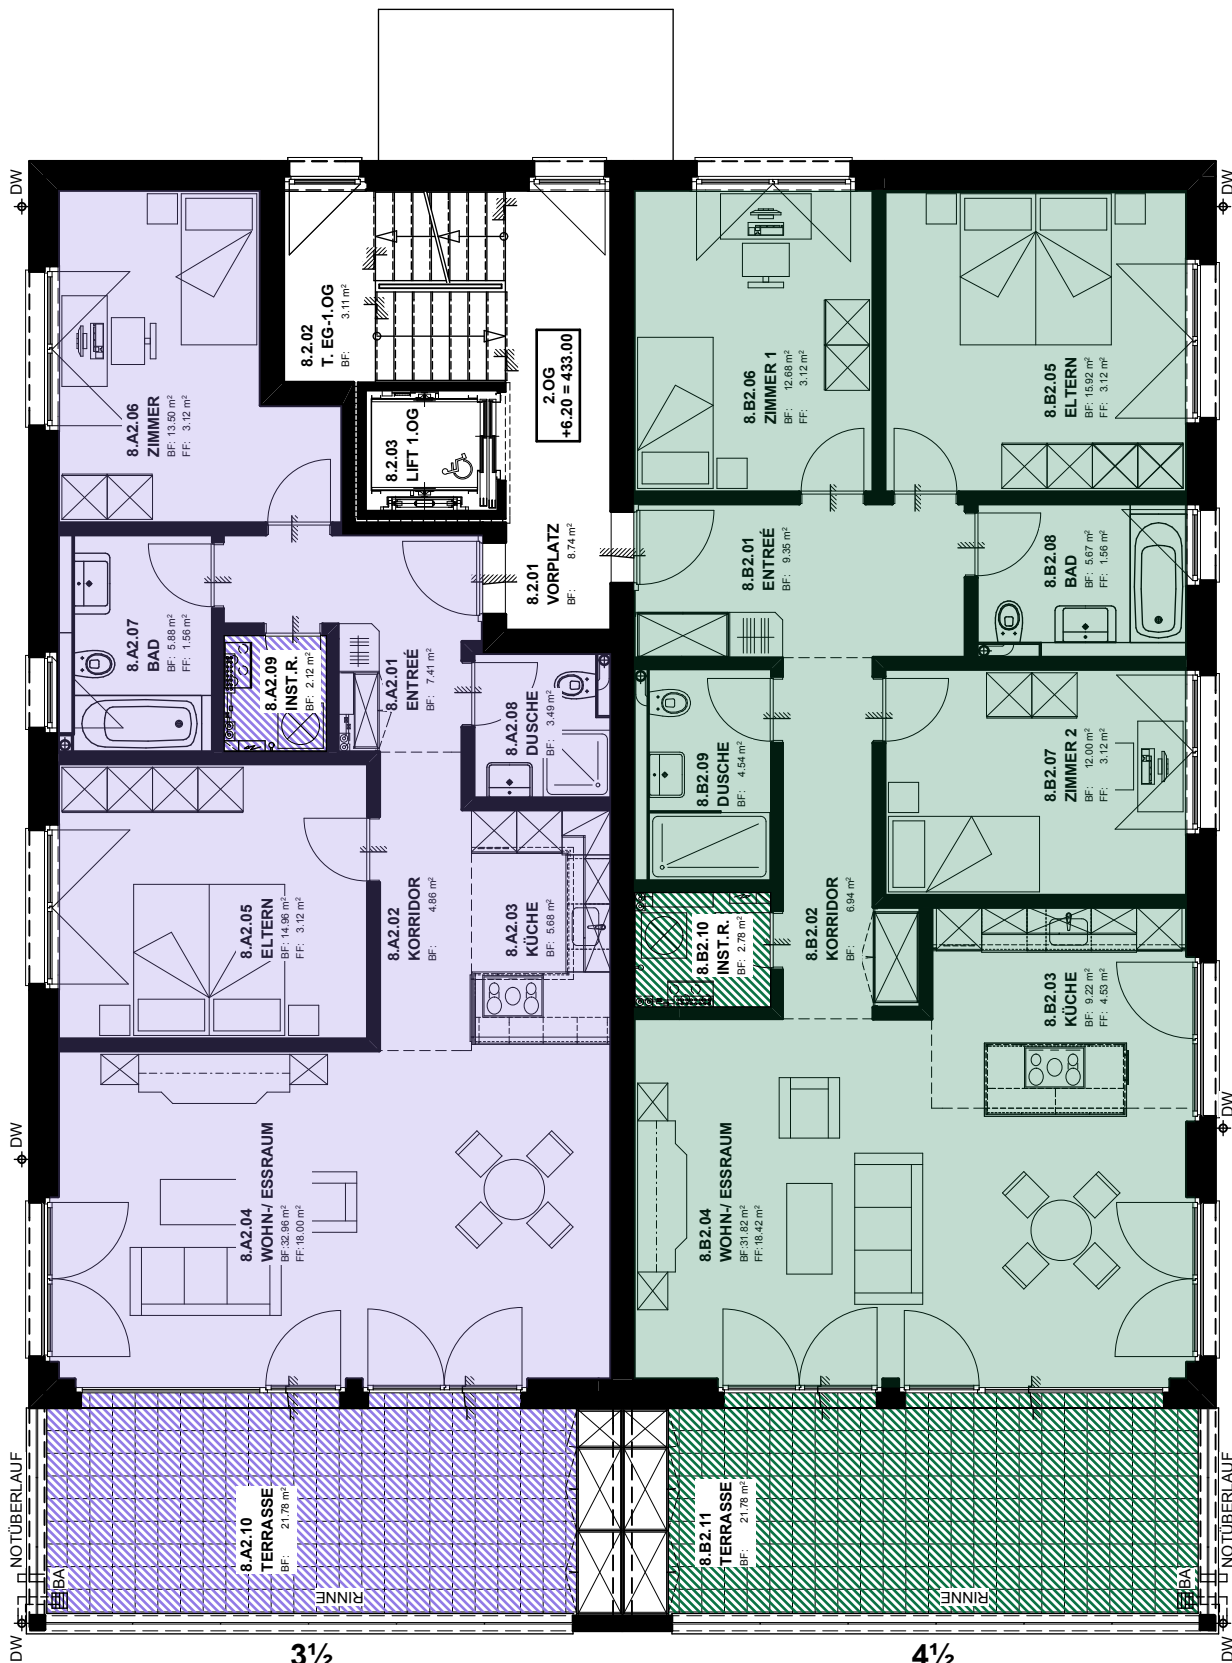 DW
DW
8.A2.06
ZIMMER
BF: 13.50 m²
FF: 3.12 m²
8.2.02
T. EG-1.OG
BF: 3.11 m²
8.2.03
LIFT 1.OG
2.OG
+6.20 = 433.00
8.B2.06
ZIMMER 1
BF: 12.68 m²
FF: 3.12 m²
8.B2.05
ELTERN
BF: 15.92 m²
FF: 3.12 m²
8.A2.07
BAD
BF: 5.88 m²
FF: 1.56 m²
8.A2.09
INST.R.
BF: 2.12 m²
8.A2.01
ENTREÉ
BF: 7.41 m²
8.A2.08
DUSCHE
BF: 3.49 m²
8.2.01
VORPLATZ
BF: 8.74 m²
8.B2.01
ENTREÉ
BF: 9.35 m²
8.B2.08
BAD
BF: 5.67 m²
FF: 1.56 m²
8.B2.09
DUSCHE
BF: 4.54 m²
8.B2.07
ZIMMER 2
BF: 12.00 m²
FF: 3.12 m²
8.A2.05
ELTERN
BF: 14.96 m²
FF: 3.12 m²
8.A2.02
KORRIDOR
BF: 4.86 m²
8.A2.03
KÜCHE
BF: 5.68 m²
8.B2.10
INST.R.
BF: 2.78 m²
8.B2.02
KORRIDOR
BF: 6.94 m²
8.B2.03
KÜCHE
BF: 9.22 m²
FF: 4.53 m²
DW
DW
8.A2.04
WOHN-/ ESSRAUM
BF: 32.96 m²
FF: 18.00 m²
8.B2.04
WOHN-/ ESSRAUM
BF: 31.82 m²
FF: 18.42 m²
NOTÜBERLAUF
BA
8.A2.10
TERRASSE
BF: 21.78 m²
RINNE
8.B2.11
TERRASSE
BF: 21.78 m²
RINNE
BA
NOTÜBERLAUF
DW
DW
3½
4½